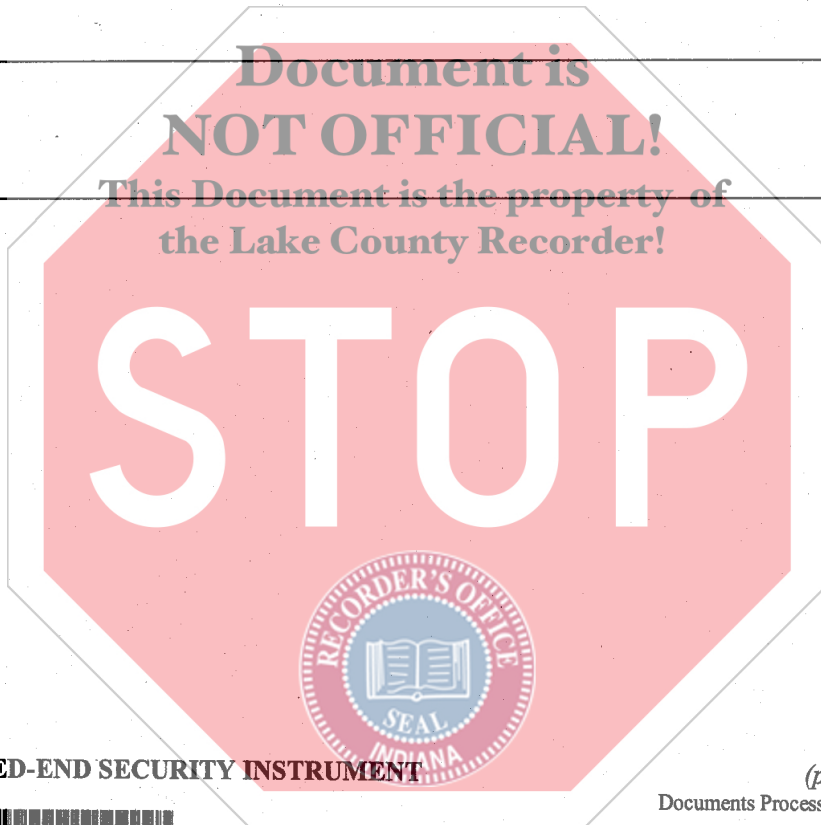 Document is
NOT OFFICIAL!
This Document is the property of
the Lake County Recorder!
STOP
RECORDER'S OFFICE
SEAL
INDIANA
ED-END SECURITY INSTRUMENT
(p
Documents Process